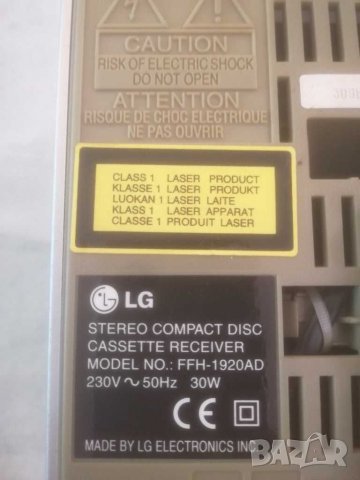 CAUTION
RISK OF ELECTRIC SHOCK
DO NOT OPEN
ATTENTION
RISQUE DE CHOC ELECTRIQUE
NE PAS OUVRIR
CLASS 1 LASER PRODUCT
KLASSE 1 LASER PRODUKT
LUOKAN 1 LASER LAITE
KLASS 1 LASER APPARAT
CLASSE 1 PRODUIT LASER
LG
STEREO COMPACT DISC
CASSETTE RECEIVER
MODEL NO.: FFH-1920AD
230V ~ 50Hz 30W
CE
MADE BY LG ELECTRONICS INC.
BAZAR